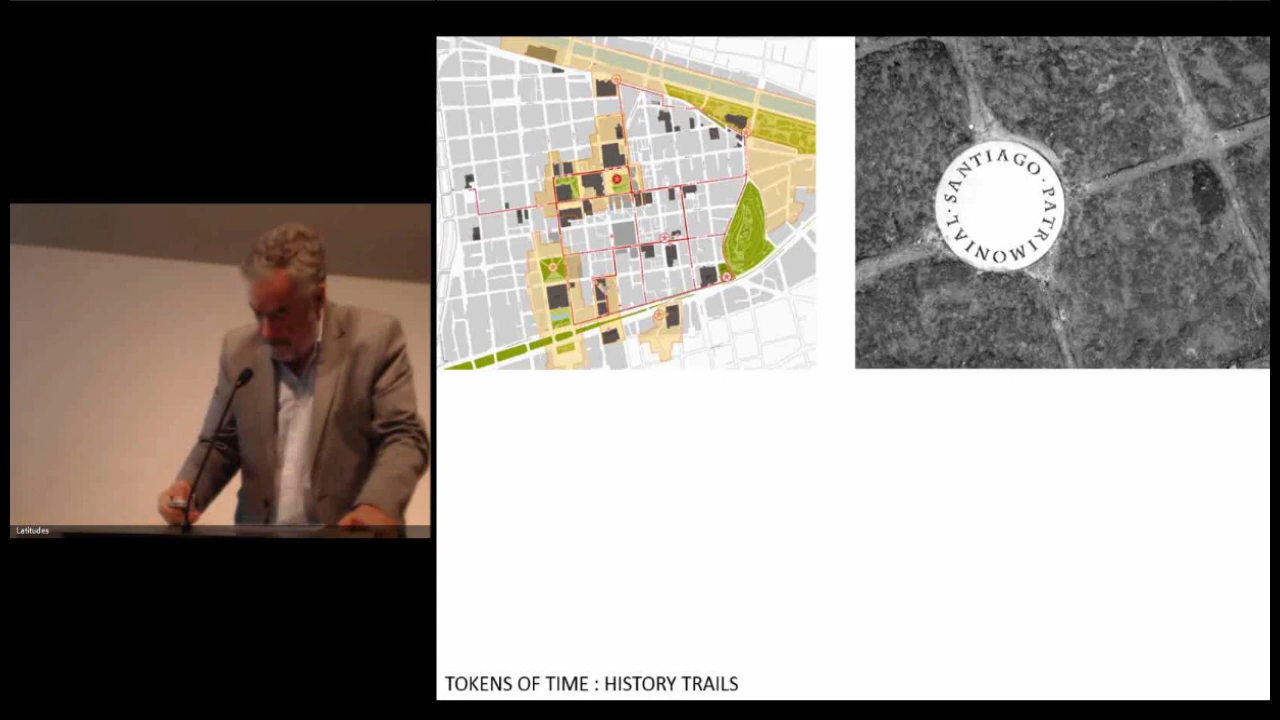 SANTIAGO · PATRIMONIAL ·
Latitudes
TOKENS OF TIME : HISTORY TRAILS